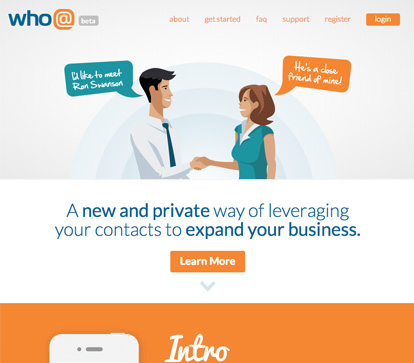 who@ beta
about get started faq support register login
I'd like to meet
Ron Swanson
He's a close
friend of mine!
A new and private way of leveraging
your contacts to expand your business.
Learn More
Intro